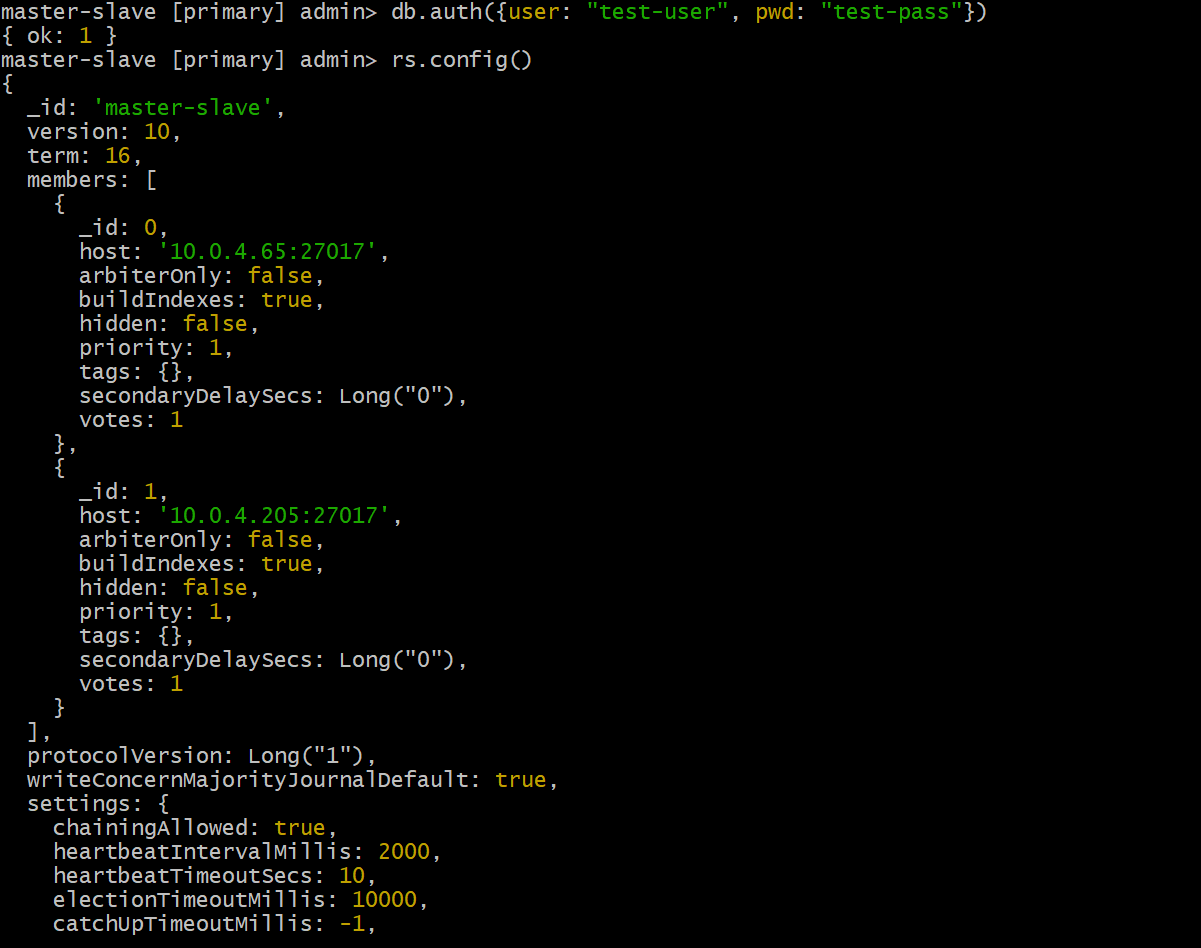 master-slave [primary] admin> db.auth({user: "test-user", pwd: "test-pass"})
{ ok: 1 }
master-slave [primary] admin> rs.config()
{
  _id: 'master-slave',
  version: 10,
  term: 16,
  members: [
    {
      _id: 0,
      host: '10.0.4.65:27017',
      arbiterOnly: false,
      buildIndexes: true,
      hidden: false,
      priority: 1,
      tags: {},
      secondaryDelaySecs: Long("0"),
      votes: 1
    },
    {
      _id: 1,
      host: '10.0.4.205:27017',
      arbiterOnly: false,
      buildIndexes: true,
      hidden: false,
      priority: 1,
      tags: {},
      secondaryDelaySecs: Long("0"),
      votes: 1
    }
  ],
  protocolVersion: Long("1"),
  writeConcernMajorityJournalDefault: true,
  settings: {
    chainingAllowed: true,
    heartbeatIntervalMillis: 2000,
    heartbeatTimeoutSecs: 10,
    electionTimeoutMillis: 10000,
    catchUpTimeoutMillis: -1,